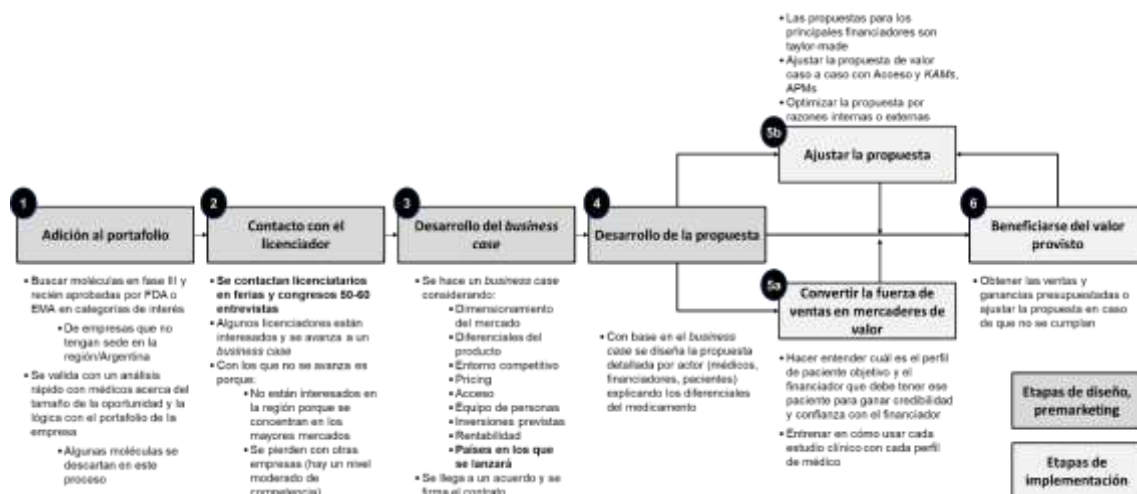 ▪ Las propuestas para los
principales financiadores son
taylor-made
▪ Ajustar la propuesta de valor
caso a caso con Acceso y KAMs,
APMs
▪ Optimizar la propuesta por
razones internas o externas
5b
Ajustar la propuesta
1
Adición al portafolio
▪ Buscar moléculas en fase III y
recién aprobadas por FDA o
EMA en categorías de interés
▪ De empresas que no
tengan sede en la
región/Argentina
▪ Se valida con un análisis
rápido con médicos acerca del
tamaño de la oportunidad y la
lógica con el portafolio de la
empresa
▪ Algunas moléculas se
descartan en este
proceso
2
Contacto con el
licenciador
▪ Se contactan licenciatarios
en ferias y congresos 50-60
entrevistas
▪ Algunos licenciadores están
interesados y se avanza a un
business case
▪ Con los que no se avanza es
porque:
▪ No están interesados en
la región porque se
concentran en los
mayores mercados
▪ Se pierden con otras
empresas (hay un nivel
moderado de
competencia)
3
Desarrollo del business
case
▪ Se hace un business case
considerando:
▪ Dimensionamiento
del mercado
▪ Diferenciales del
producto
▪ Entorno competitivo
▪ Pricing
▪ Acceso
▪ Equipo de personas
▪ Inversiones previstas
▪ Rentabilidad
▪ Países en los que
se lanzará
▪ Se llega a un acuerdo y se
firma el contrato
4
Desarrollo de la propuesta
▪ Con base en el business
case se diseña la propuesta
detallada por actor (médicos,
financiadores, pacientes)
explicando los diferenciales
del medicamento
5a
Convertir la fuerza de
ventas en mercaderes de
valor
▪ Hacer entender cuál es el perfil
de paciente objetivo y el
financiador que debe tener ese
paciente para ganar credibilidad
y confianza con el financiador
▪ Entrenar en cómo usar cada
estudio clínico con cada perfil
de médico
6
Beneficiarse del valor
provisto
▪ Obtener las ventas y
ganancias presupuestadas o
ajustar la propuesta en caso
de que no se cumplan
Etapas de diseño,
premarketing
Etapas de
implementación